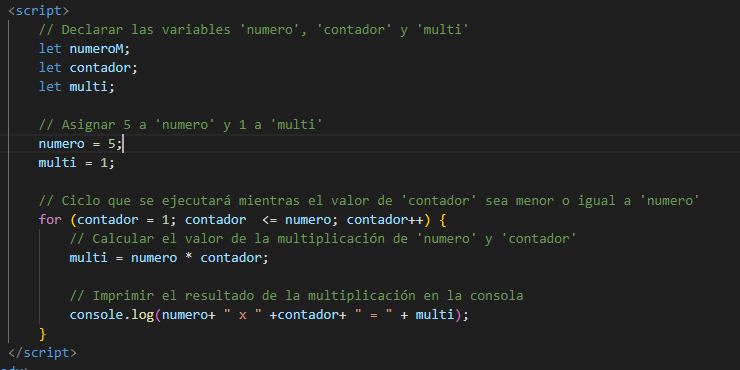 <script>
// Declarar las variables 'numero', 'contador' y 'multi'
let numeroM;
let contador;
let multi;
// Asignar 5 a 'numero' y 1 a 'multi'
numero = 5;
multi = 1;
// Ciclo que se ejecutará mientras el valor de 'contador' sea menor o igual a 'numero'
for (contador = 1; contador  <= numero; contador++) {
// Calcular el valor de la multiplicación de 'numero' y 'contador'
multi = numero * contador;
// Imprimir el resultado de la multiplicación en la consola
console.log(numero+ " x " +contador+ " = " + multi);
}
</script>